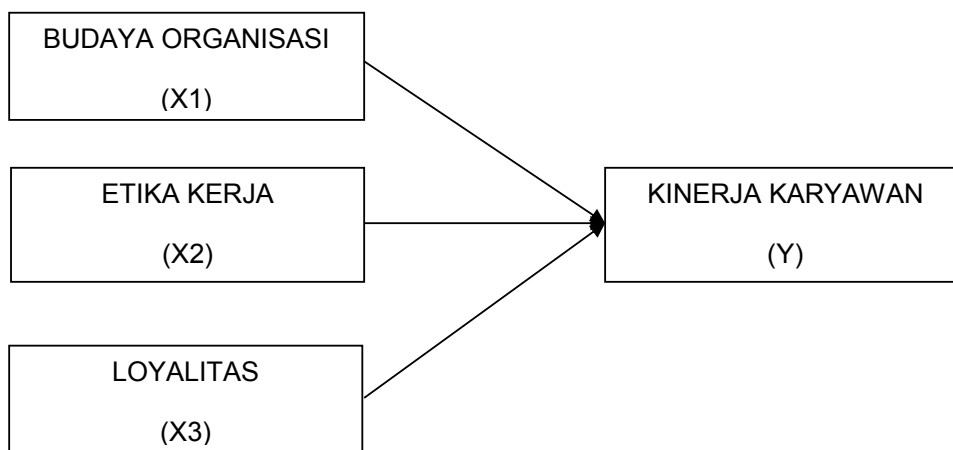 BUDAYA ORGANISASI
(X1)
ETIKA KERJA
(X2)
KINERJA KARYAWAN
(Y)
LOYALITAS
(X3)